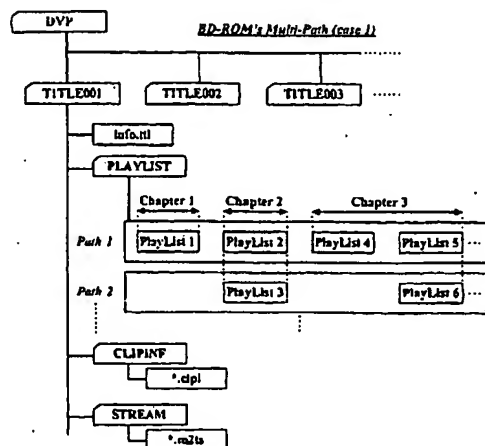 DVP
BD-ROM's Multi-Path (case 1)
TITLE001 TITLE002 TITLE003
info.ttl
PLAYLIST
Chapter 1 Chapter 2 Chapter 3
Path 1 PlayList 1 PlayList 2 PlayList 4 PlayList 5
Path 2 PlayList 3 PlayList 6
CLIPINF
*.clpi
STREAM
*.m2ts